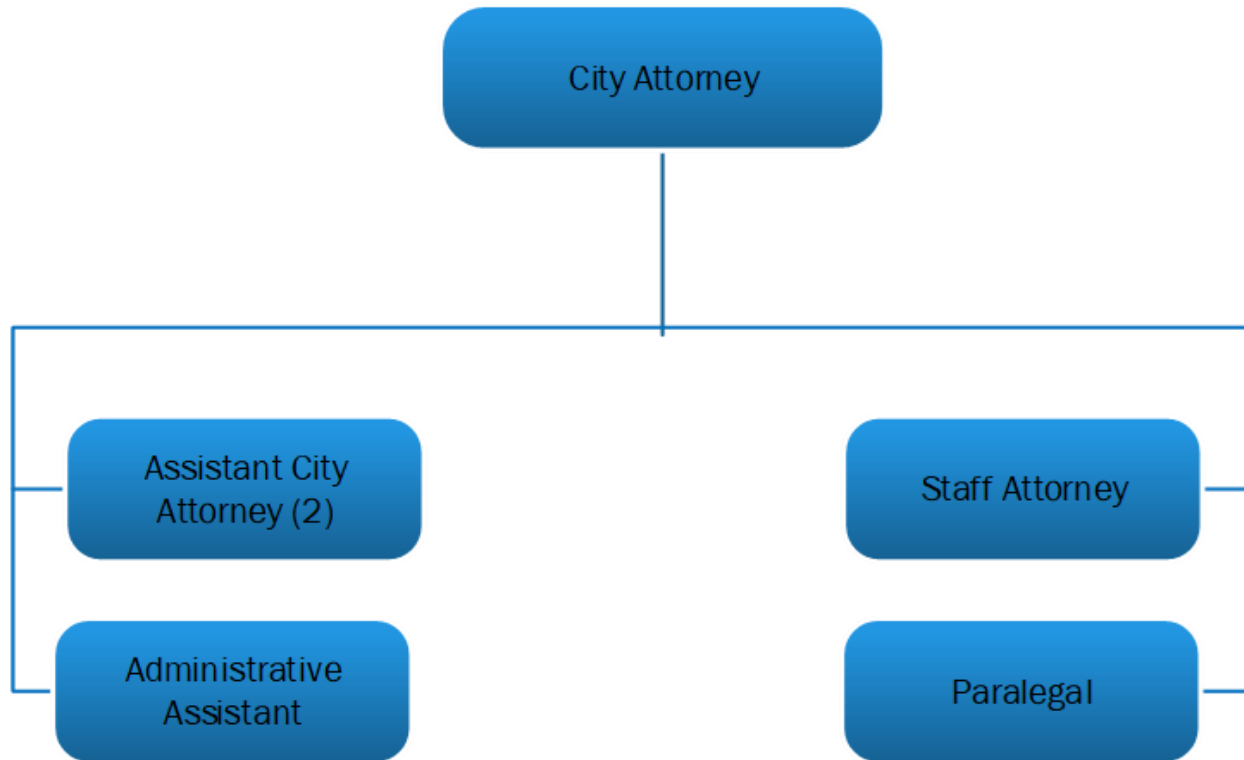 City Attorney
Assistant City
Attorney (2)
Staff Attorney
Administrative
Assistant
Paralegal